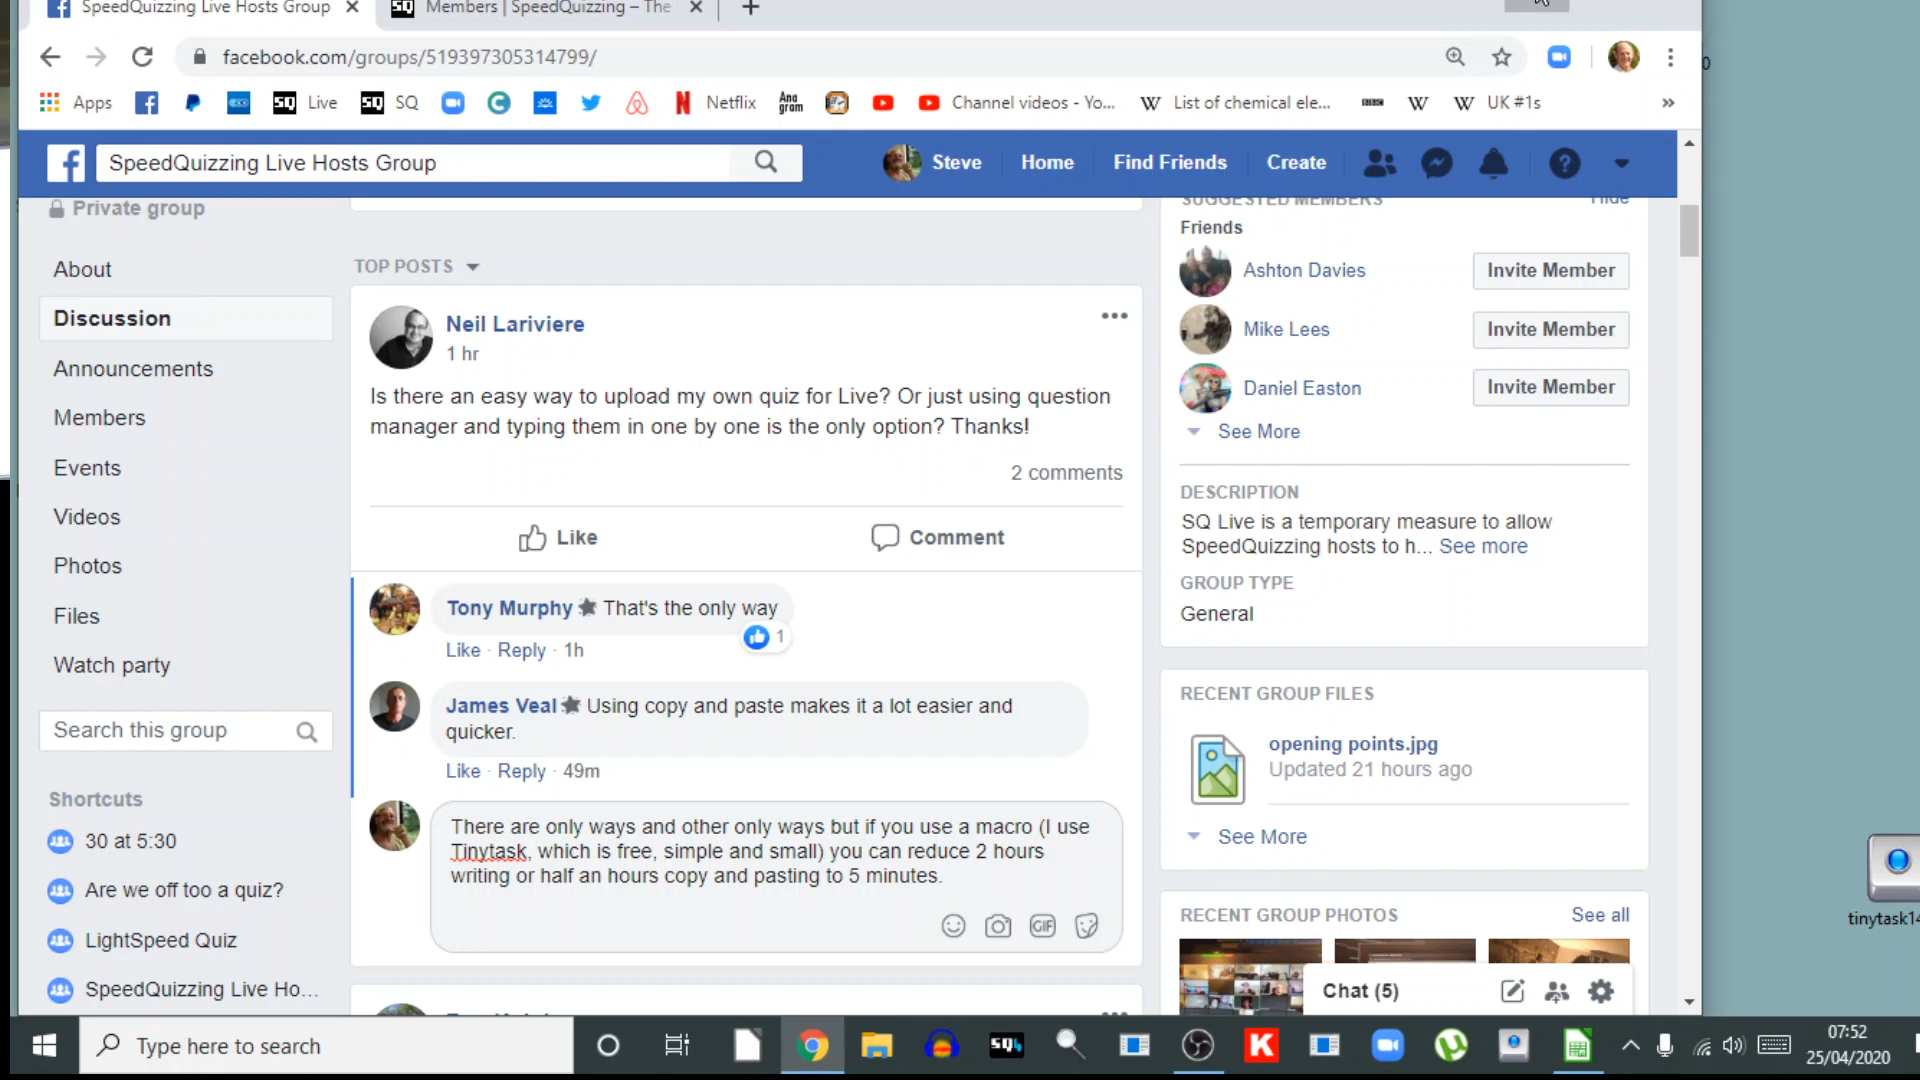 SpeedQuizzing Live Hosts Group
Members | SpeedQuizzing – The
facebook.com/groups/519397305314799/
Apps
SQ Live
SQ SQ
Netflix
Ana
gram
Channel videos - Yo...
W List of chemical ele...
W
W UK #1s
»
SpeedQuizzing Live Hosts Group
Steve
Home
Find Friends
Create
Private group
About
Discussion
Announcements
Members
Events
Videos
Photos
Files
Watch party
Search this group
Shortcuts
30 at 5:30
Are we off too a quiz?
LightSpeed Quiz
SpeedQuizzing Live Ho...
TOP POSTS
Neil Lariviere
1 hr
Is there an easy way to upload my own quiz for Live? Or just using question
manager and typing them in one by one is the only option? Thanks!
2 comments
Like
Comment
Tony Murphy That's the only way
1
Like · Reply · 1h
James Veal Using copy and paste makes it a lot easier and
quicker.
Like · Reply · 49m
There are only ways and other only ways but if you use a macro (I use
Tinytask, which is free, simple and small) you can reduce 2 hours
writing or half an hours copy and pasting to 5 minutes.
GIF
SUGGESTED MEMBERS
Hide
Friends
Ashton Davies
Invite Member
Mike Lees
Invite Member
Daniel Easton
Invite Member
See More
DESCRIPTION
SQ Live is a temporary measure to allow
SpeedQuizzing hosts to h... See more
GROUP TYPE
General
RECENT GROUP FILES
opening points.jpg
Updated 21 hours ago
See More
RECENT GROUP PHOTOS
See all
Chat (5)
tinytask14
Type here to search
K
07:52
25/04/2020